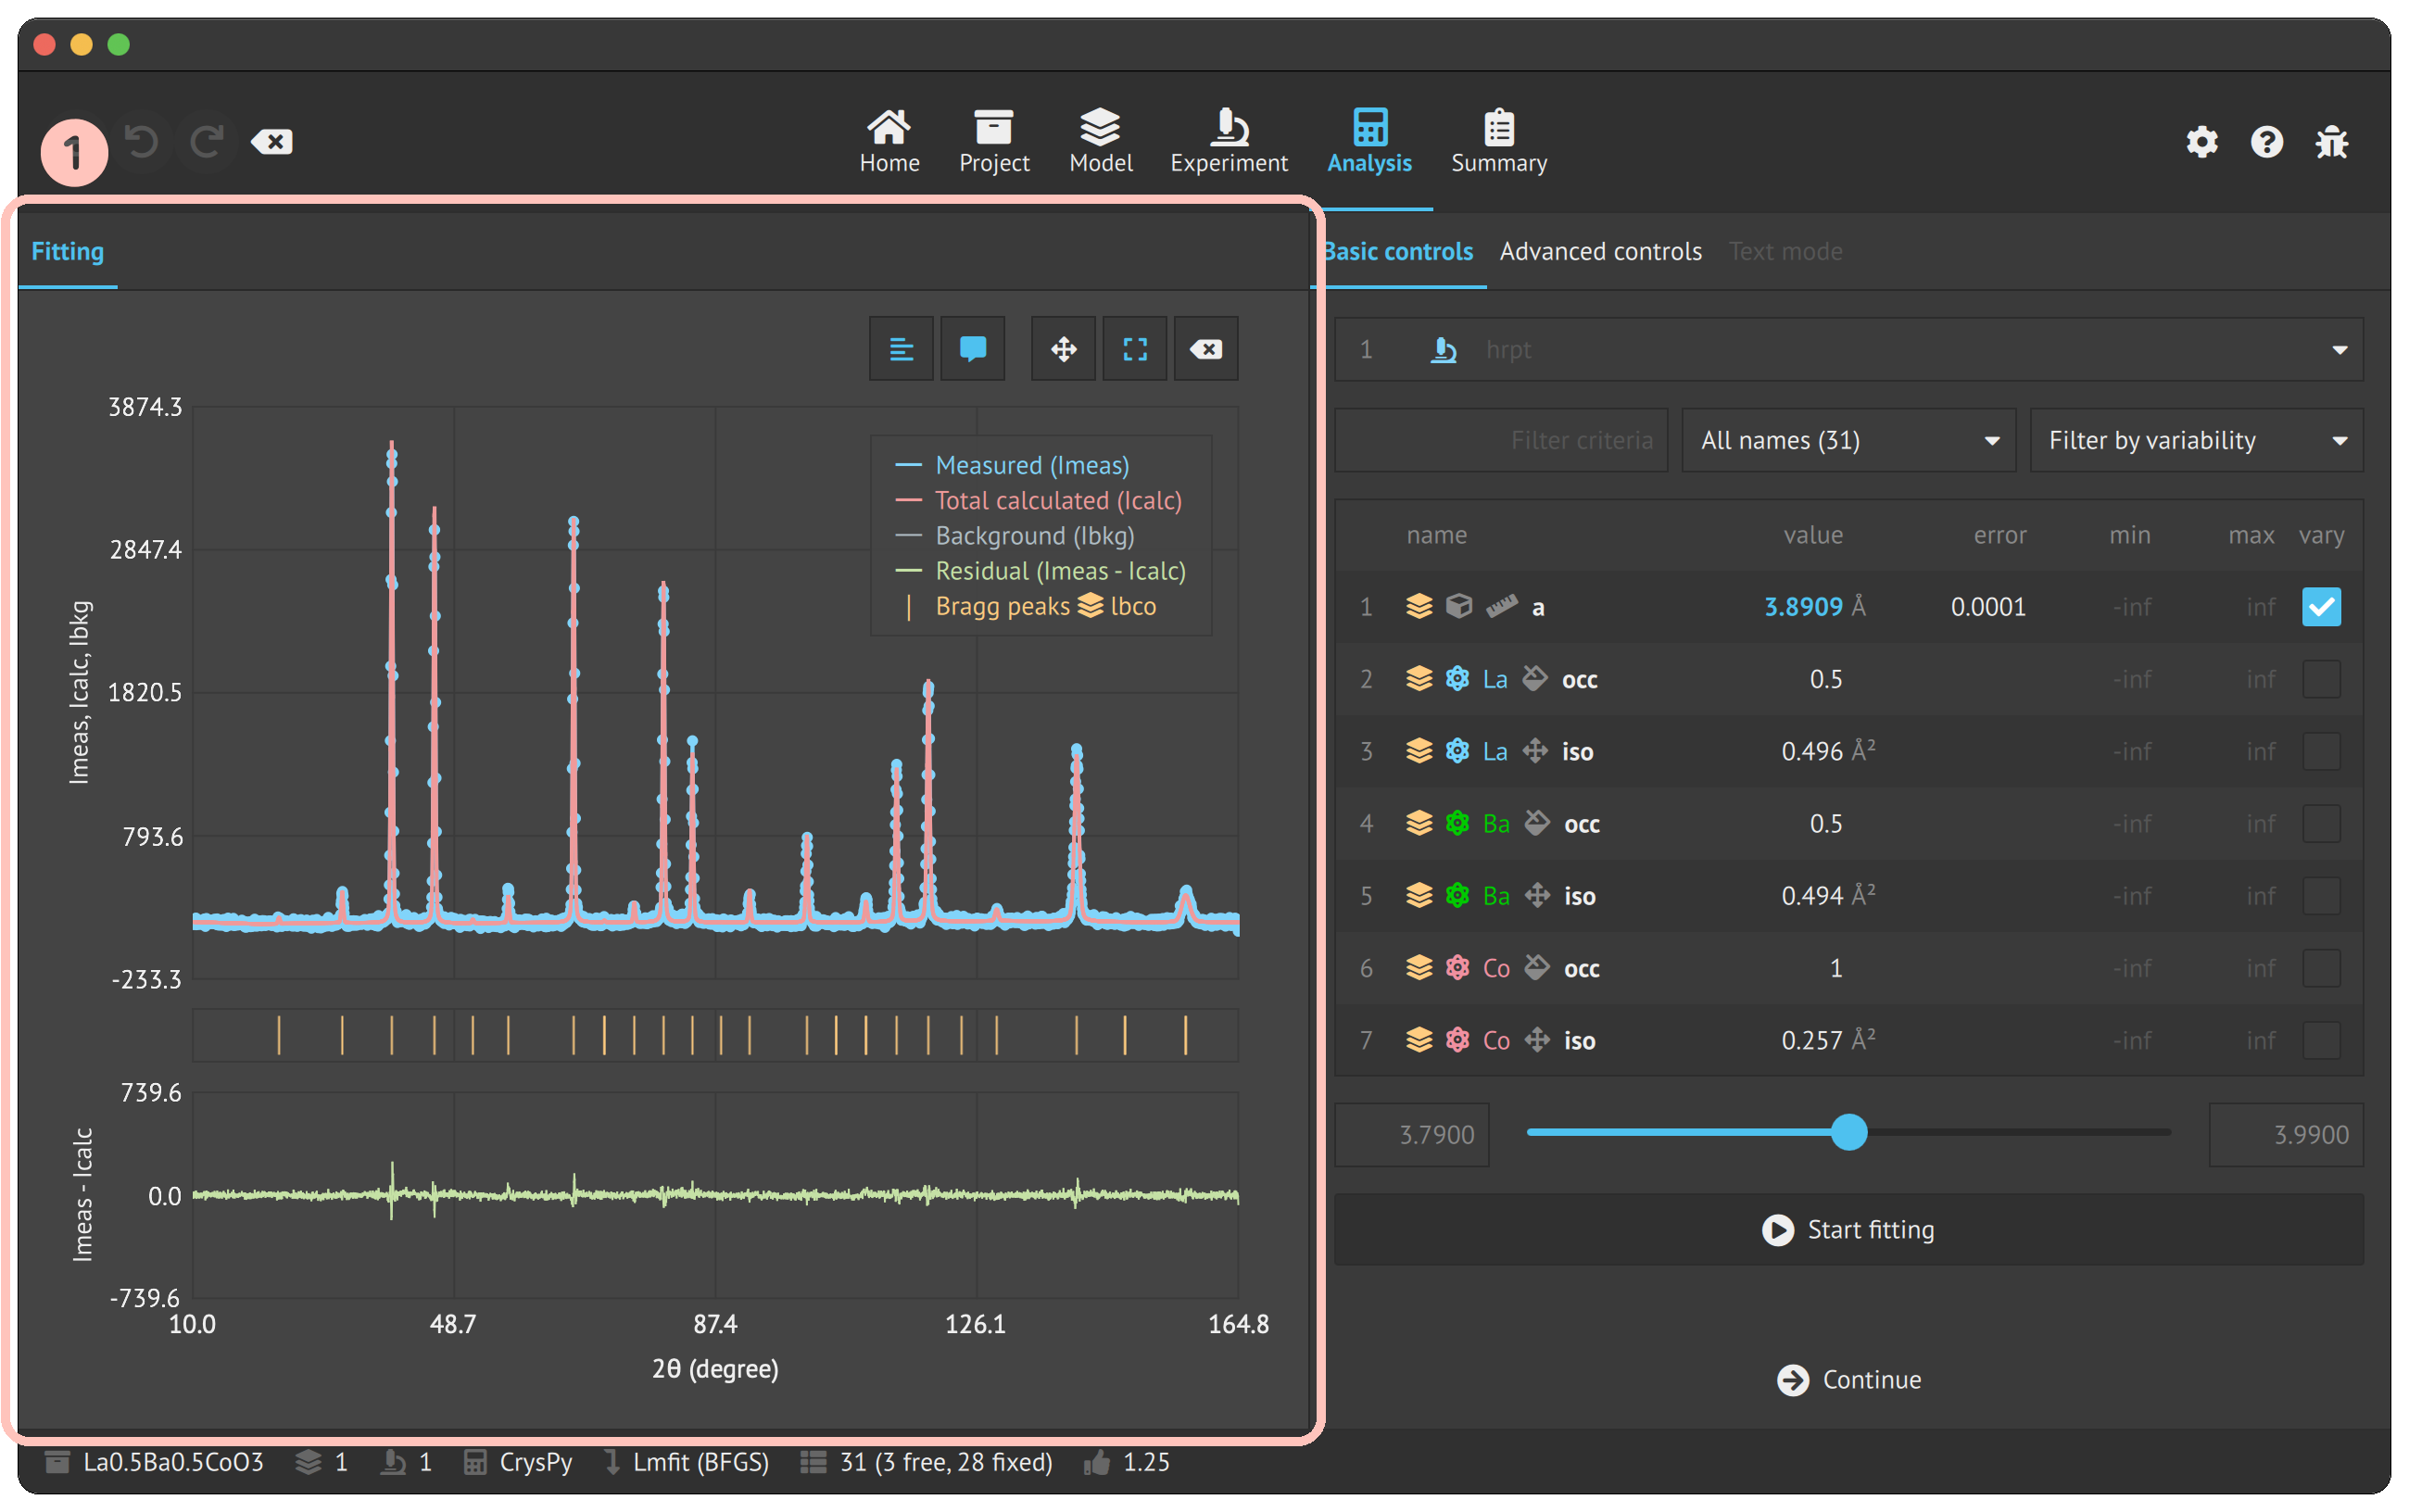 1
Home Project Model Experiment Analysis Summary
Fitting
Basic controls Advanced controls Text mode
1 hrpt
Filter criteria All names (31) Filter by variability
3874.3
2847.4
1820.5
793.6
-233.3
Imeas, Icalc, Ibkg
Measured (Imeas)
Total calculated (Icalc)
Background (Ibkg)
Residual (Imeas - Icalc)
Bragg peaks lbco
739.6
0.0
-739.6
Imeas - Icalc
10.0 48.7 87.4 126.1 164.8
2θ (degree)
name value error min max vary
1 a 3.8909 Å 0.0001 -inf inf
2 La occ 0.5 -inf inf
3 La iso 0.496 Å² -inf inf
4 Ba occ 0.5 -inf inf
5 Ba iso 0.494 Å² -inf inf
6 Co occ 1 -inf inf
7 Co iso 0.257 Å² -inf inf
3.7900 3.9900
Start fitting
Continue
La0.5Ba0.5CoO3 1 1 CrysPy Lmfit (BFGS) 31 (3 free, 28 fixed) 1.25